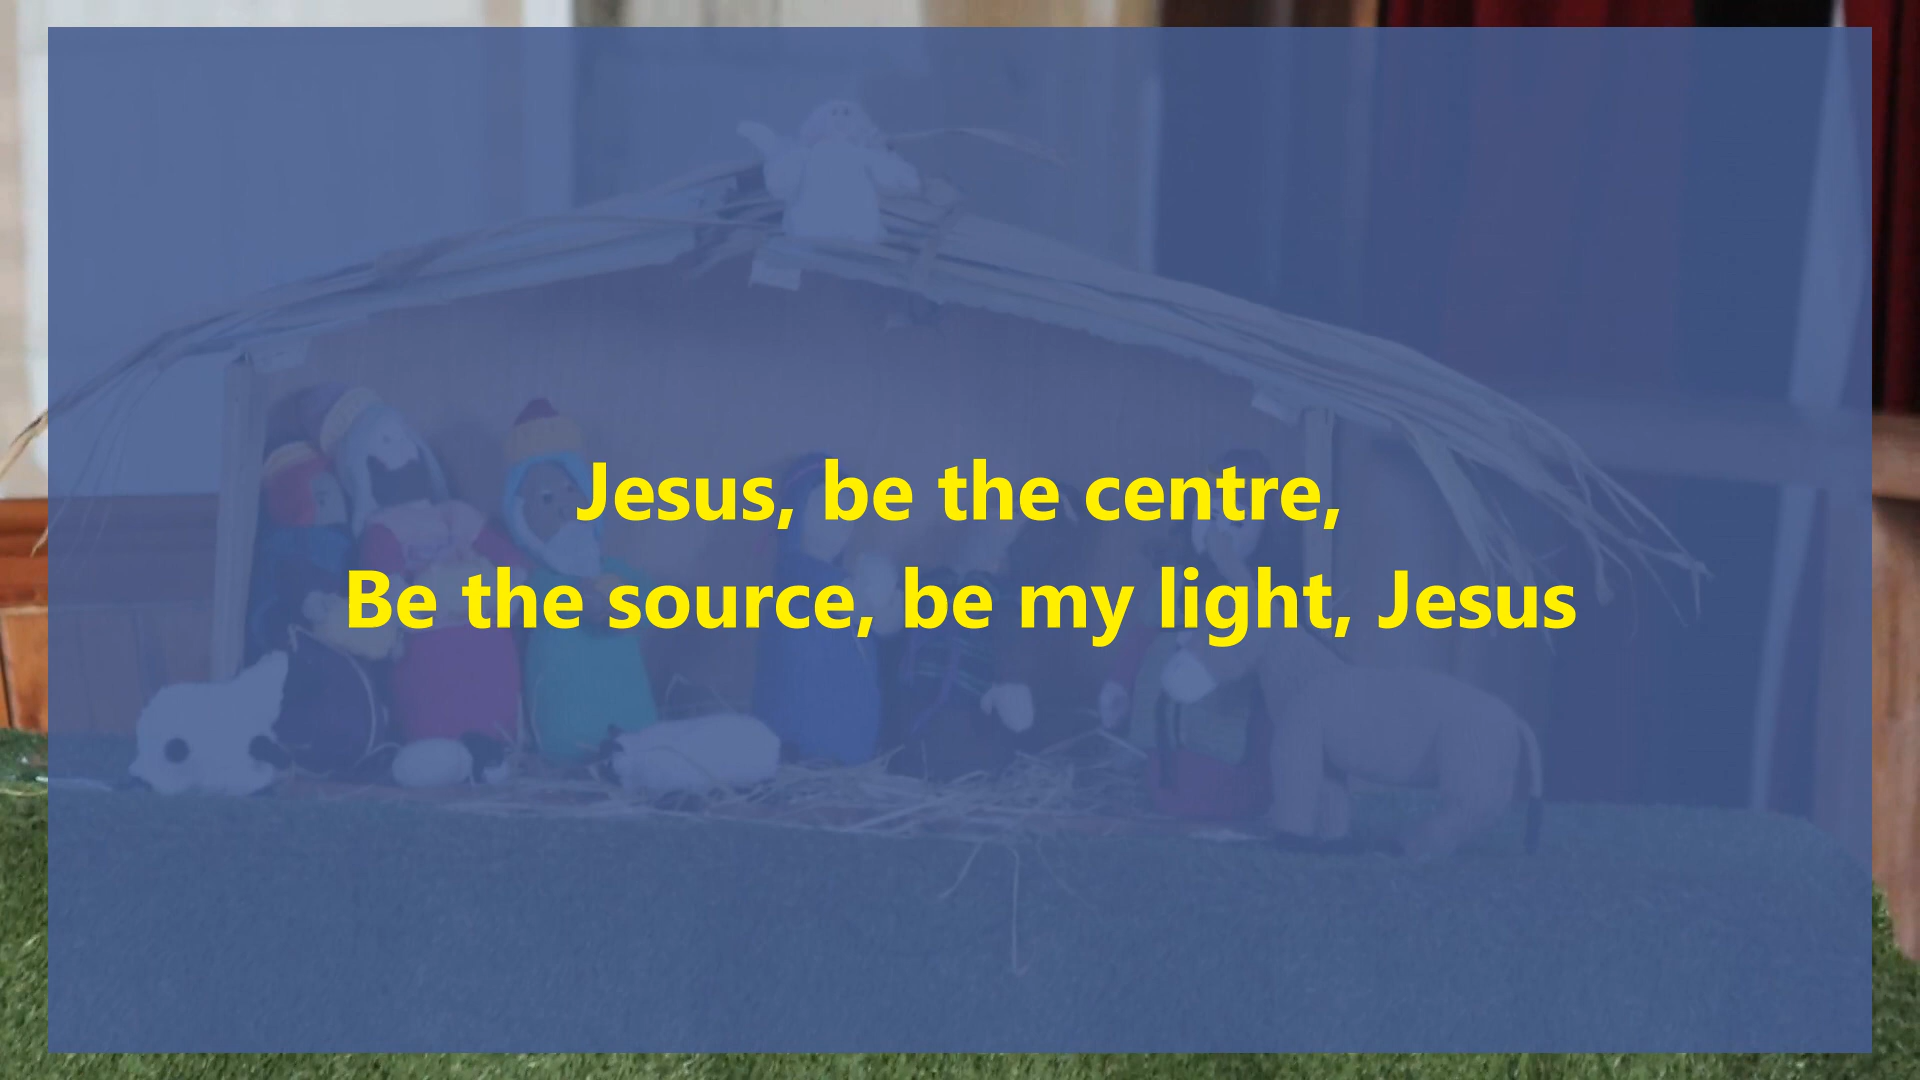 Jesus, be the centre,
Be the source, be my light, Jesus